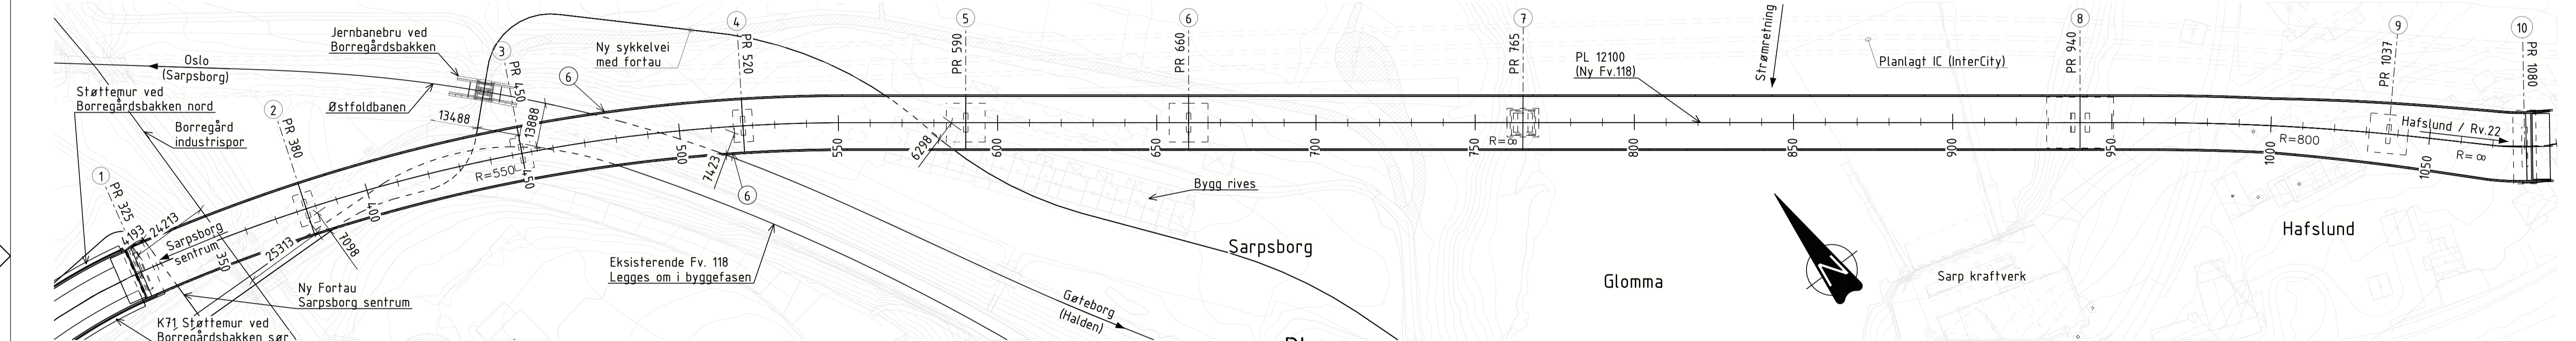 1
PR 325
2
PR 380
3
PR 450
4
PR 520
5
PR 590
6
PR 660
7
PR 765
8
PR 940
9
PR 1037
10
PR 1080
Oslo
(Sarpsborg)
Støttemur ved
Borregårdsbakken nord
Borregård
industrispor
Jernbanebru ved
Borregårdsbakken
Østfoldbanen
Ny sykkelvei
med fortau
6
6
13488
13888
7423
6298
4193
24213
25313
7098
Sarpsborg
sentrum
350
400
450
500
550
600
650
700
750
800
850
900
950
1000
1050
R=550
R=∞
R=800
R=∞
PL 12100
(Ny Fv.118)
Strømretning
Planlagt IC (InterCity)
Hafslund / Rv.22
Bygg rives
Eksisterende Fv. 118
Legges om i byggefasen
Ny Fortau
Sarpsborg sentrum
K71 Støttemur ved
Borregårdsbakken sør
Gøteborg
(Halden)
Sarpsborg
Glomma
N
Sarp kraftverk
Hafslund